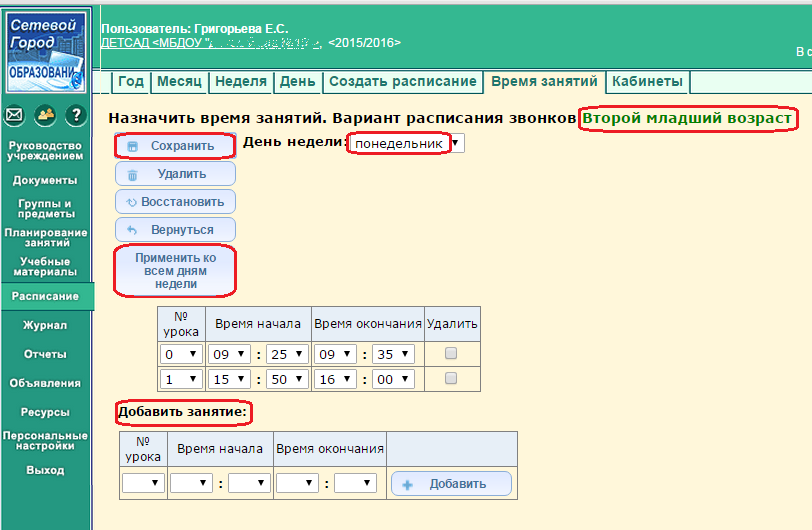 Сетевой
Город
ОБРАЗОВАНИ
Пользователь: Григорьева Е.С.
ДЕТСАД <МБДОУ " <2015/2016>
В с
Год Месяц Неделя День Создать расписание Время занятий Кабинеты
Назначить время занятий. Вариант расписания звонков Второй младший возраст
Сохранить
День недели: понедельник
Удалить
Восстановить
Вернуться
Применить ко
всем дням
недели
Руководство
учреждением
Документы
Группы и
предметы
Планирование
занятий
Учебные
материалы
Расписание
Журнал
Отчеты
Объявления
Ресурсы
Персональные
настройки
Выход
№
урока Время начала Время окончания Удалить
0 09 : 25 09 : 35
1 15 : 50 16 : 00
Добавить занятие:
№
урока Время начала Время окончания
: : Добавить